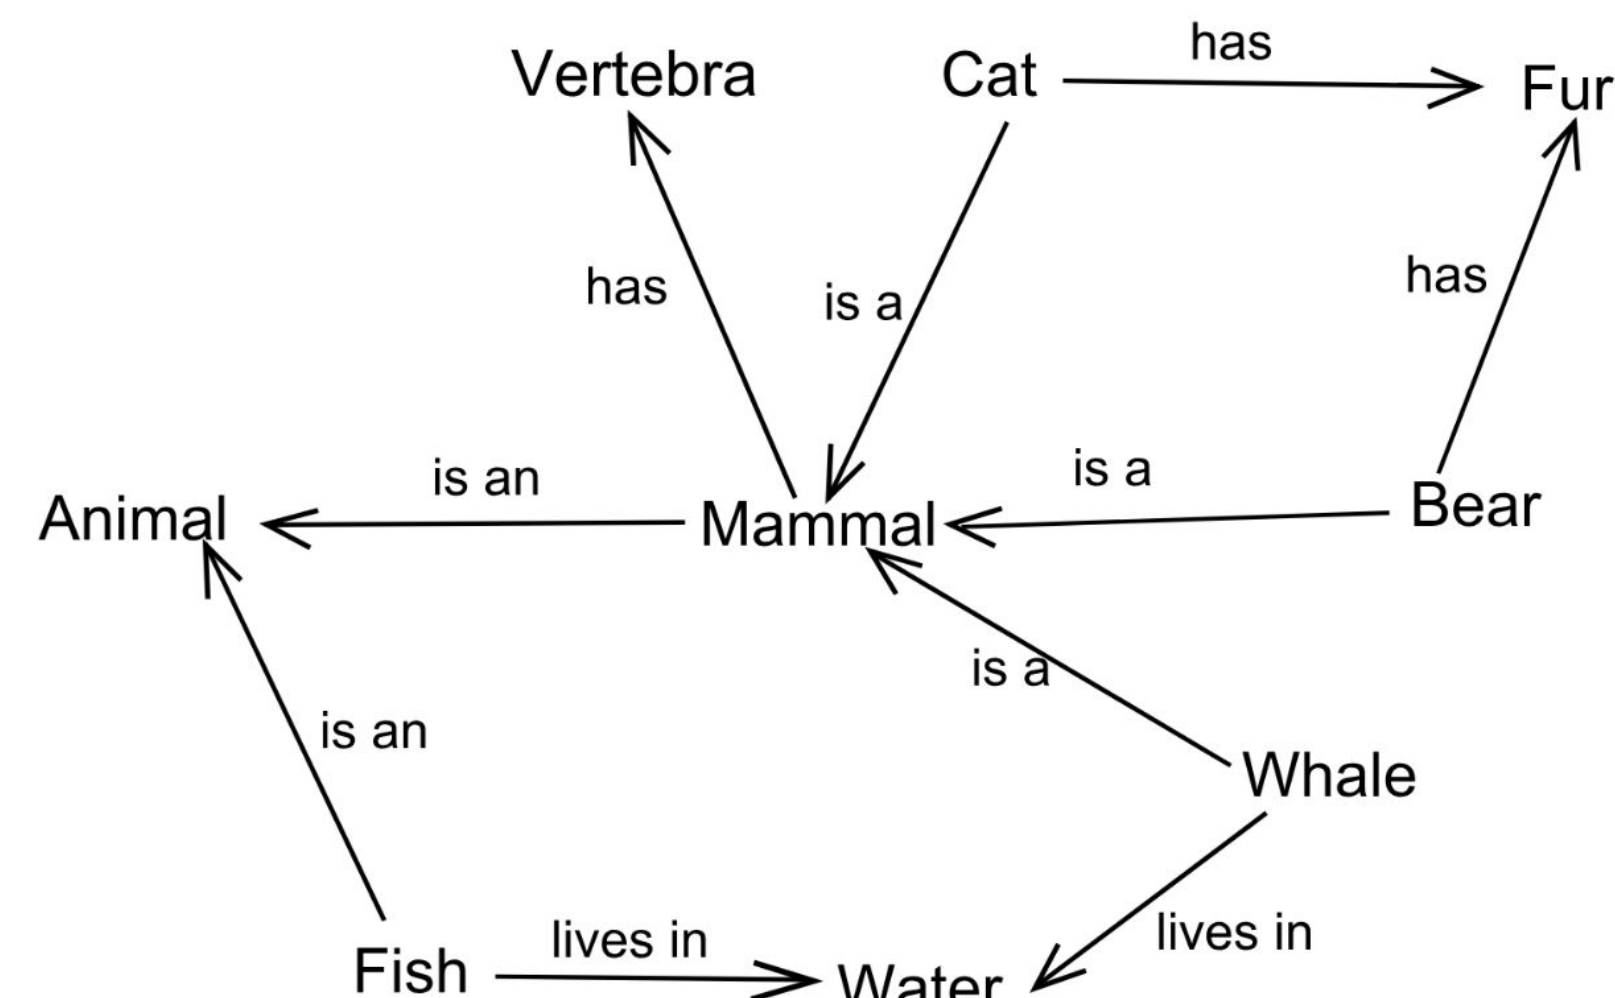 has
Vertebra
Cat
Fur
has
is a
has
is an
is a
Animal
Mammal
Bear
is a
is an
Whale
lives in
lives in
Fish
Water